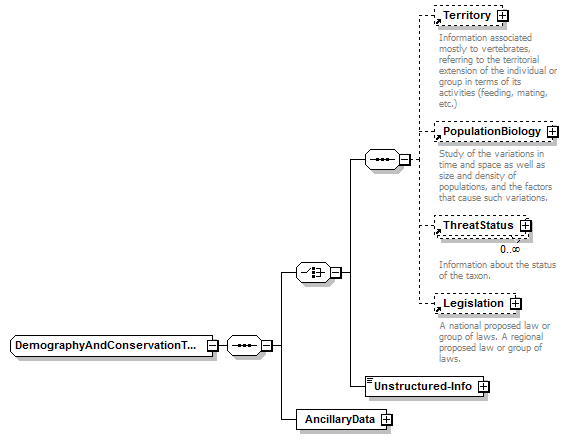 Territory
Information associated
mostly to vertebrates,
referring to the territorial
extension of the individual or
group in terms of its
activities (feeding, mating,
etc.)
PopulationBiology
Study of the variations in
time and space as well as
size and density of
populations, and the factors
that cause such variations.
ThreatStatus
0..∞
Information about the status
of the taxon.
Legislation
A national proposed law or
group of laws. A regional
proposed law or group of
laws.
DemographyAndConservationT...
Unstructured-Info
AncillaryData